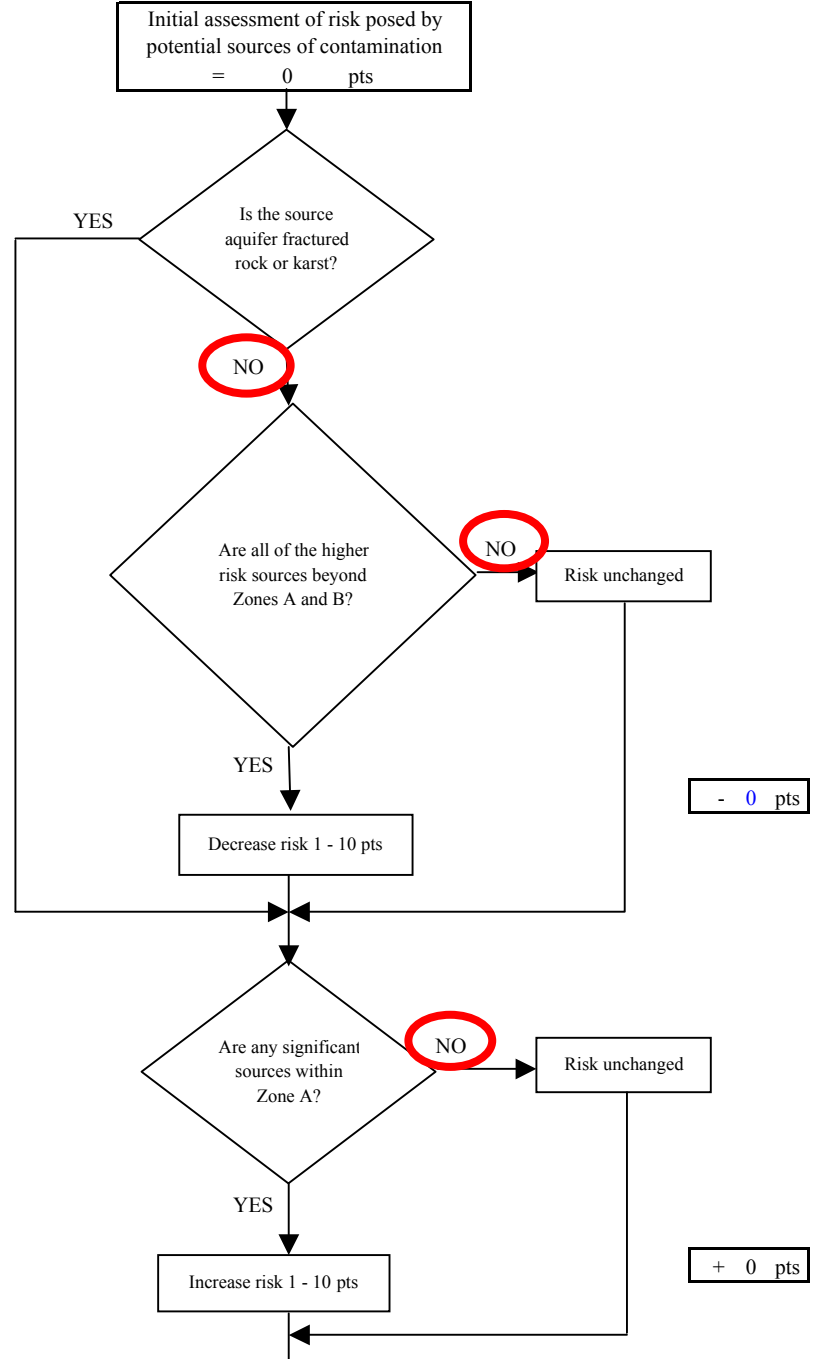 Initial assessment of risk posed by
potential sources of contamination
= 0 pts
YES
Is the source
aquifer fractured
rock or karst?
NO
Are all of the higher
risk sources beyond
Zones A and B?
NO
Risk unchanged
YES
- 0 pts
Decrease risk 1 - 10 pts
Are any significant
sources within
Zone A?
NO
Risk unchanged
YES
+ 0 pts
Increase risk 1 - 10 pts